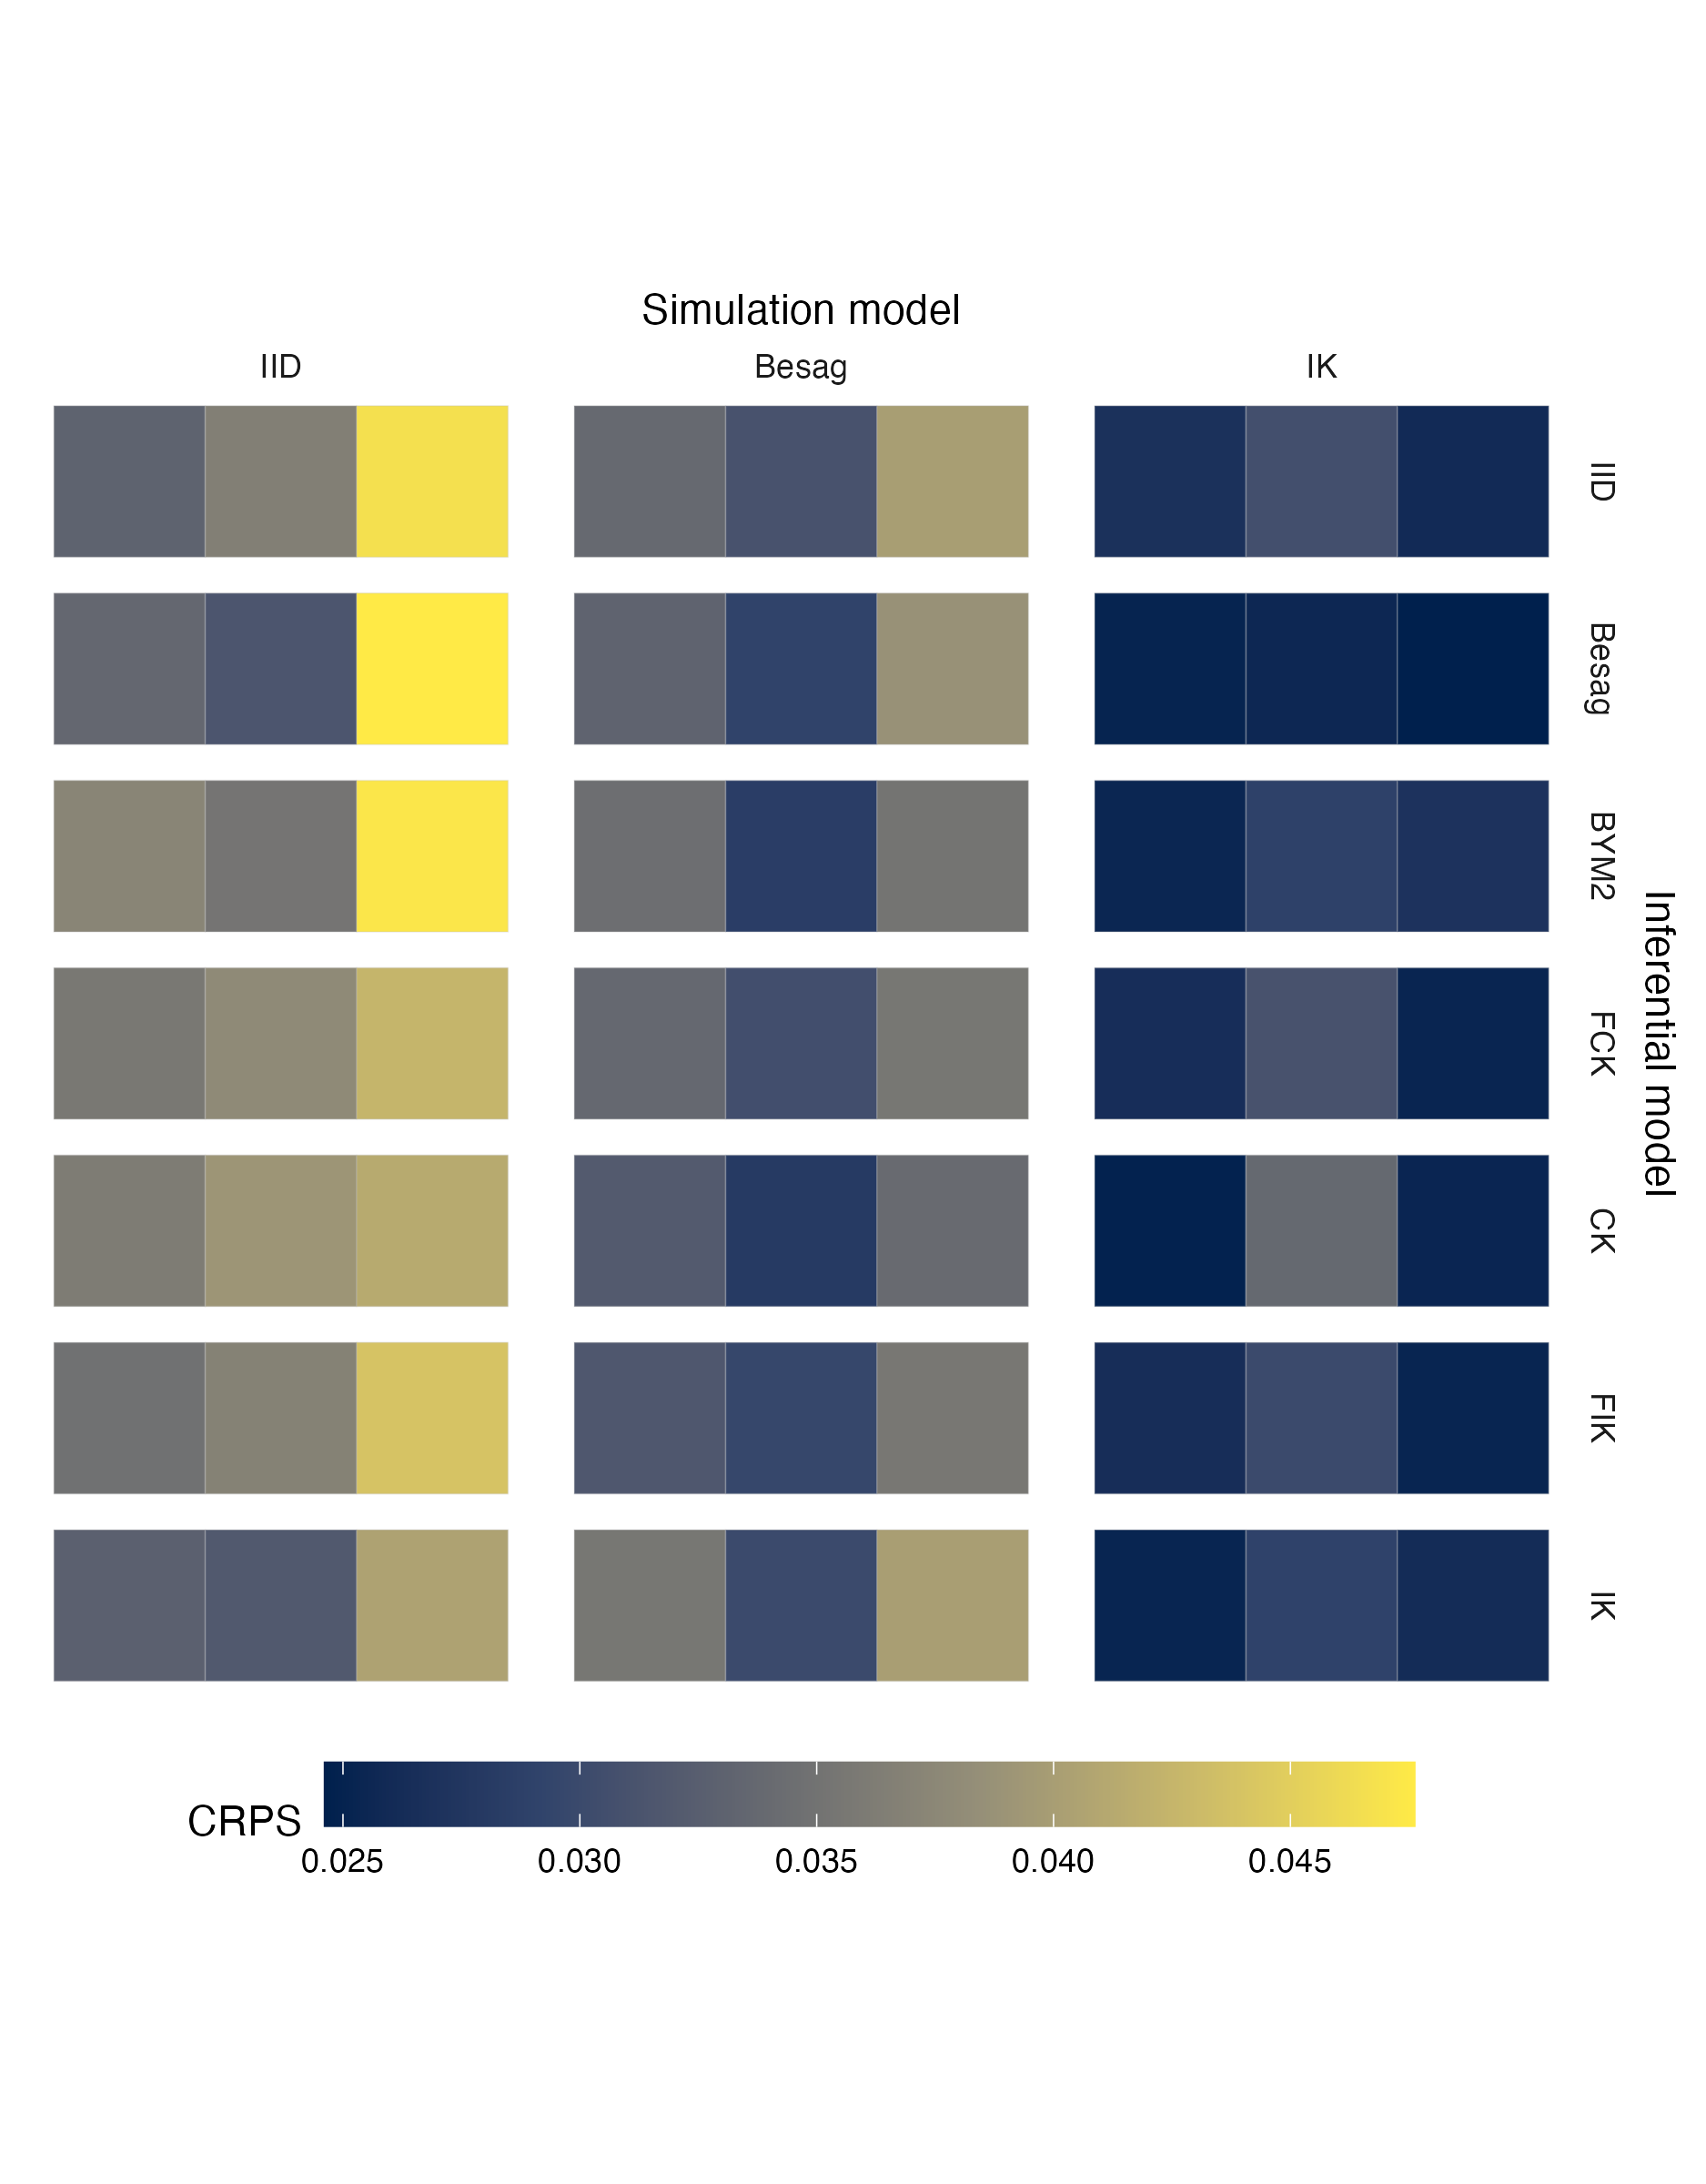 Simulation model
IID Besag IK
IID
Besag
BYM2
FCK
CK
FIK
IK
Inferential model
CRPS
0.025 0.030 0.035 0.040 0.045